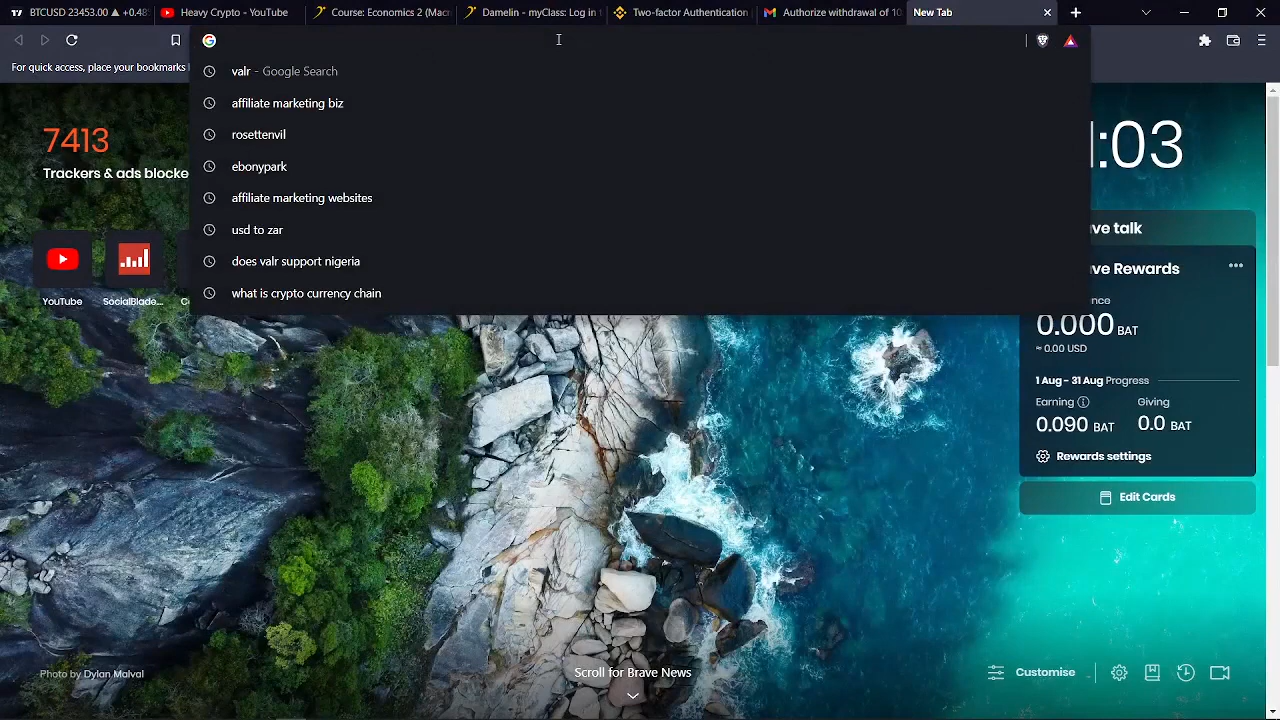 BTCUSD 23453.00 ▲ +0.48
Heavy Crypto - YouTube
Course: Economics 2 (Macr
Damelin - myClass: Log in t
Two-factor Authentication
Authorize withdrawal of 10
New Tab
For quick access, place your bookmarks
valr - Google Search
affiliate marketing biz
rosettenvil
ebonypark
affiliate marketing websites
usd to zar
does valr support nigeria
what is crypto currency chain
7413
Trackers & ads blocke
YouTube
SocialBlade...
:03
ve talk
ve Rewards
nce
0.000 BAT
≈ 0.00 USD
1 Aug - 31 Aug Progress
Earning
Giving
0.090 BAT
0.0 BAT
Rewards settings
Edit Cards
Photo by Dylan Malval
Scroll for Brave News
Customise